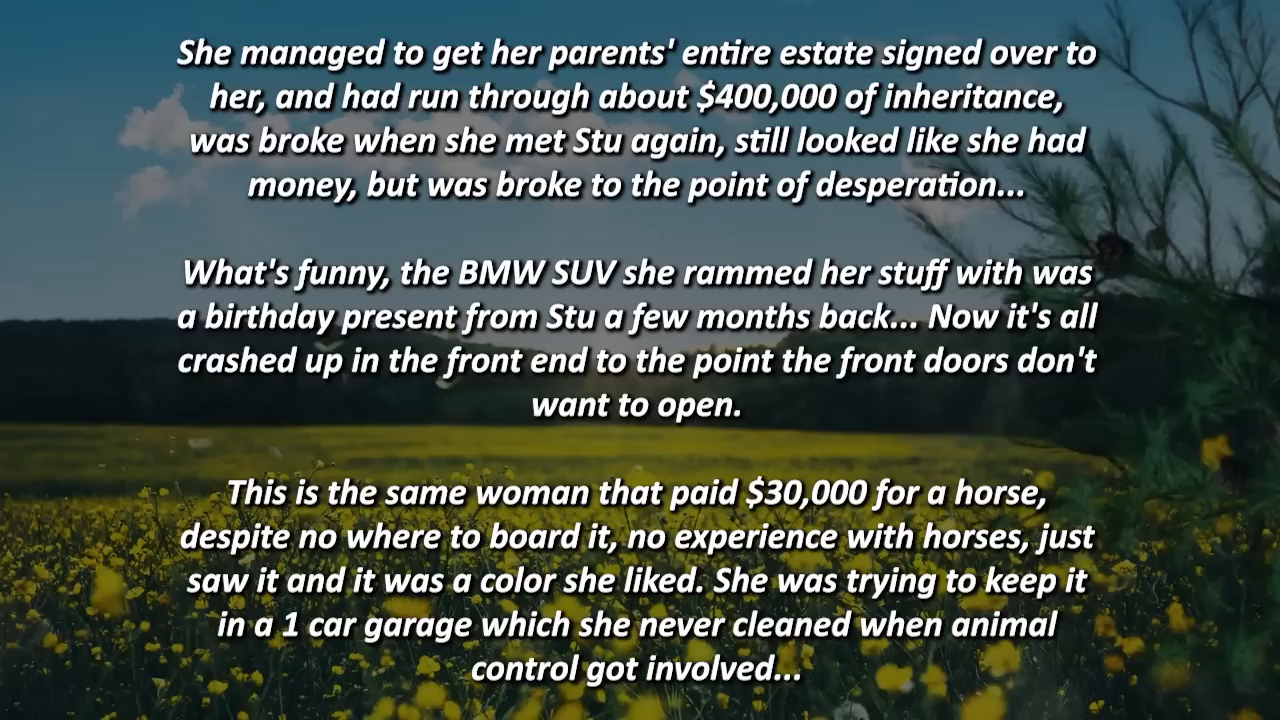 She managed to get her parents' entire estate signed over to
her, and had run through about $400,000 of inheritance,
was broke when she met Stu again, still looked like she had
money, but was broke to the point of desperation...
What's funny, the BMW SUV she rammed her stuff with was
a birthday present from Stu a few months back... Now it's all
crashed up in the front end to the point the front doors don't
want to open.
This is the same woman that paid $30,000 for a horse,
despite no where to board it, no experience with horses, just
saw it and it was a color she liked. She was trying to keep it
in a 1 car garage which she never cleaned when animal
control got involved...